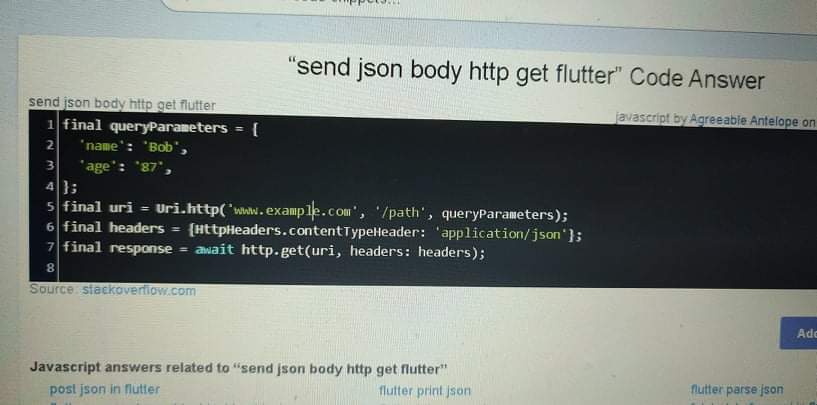 “send json body http get flutter” Code Answer
send json body http get flutter
javascript by Agreeable Antelope on
1 final queryParameters = {
2 'name': 'Bob',
3 'age': '87',
4 };
5 final uri = Uri.http('www.example.com', '/path', queryParameters);
6 final headers = {HttpHeaders.contentTypeHeader: 'application/json'};
7 final response = await http.get(uri, headers: headers);
8
Source: stackoverflow.com
Javascript answers related to “send json body http get flutter”
post json in flutter
flutter print json
flutter parse json